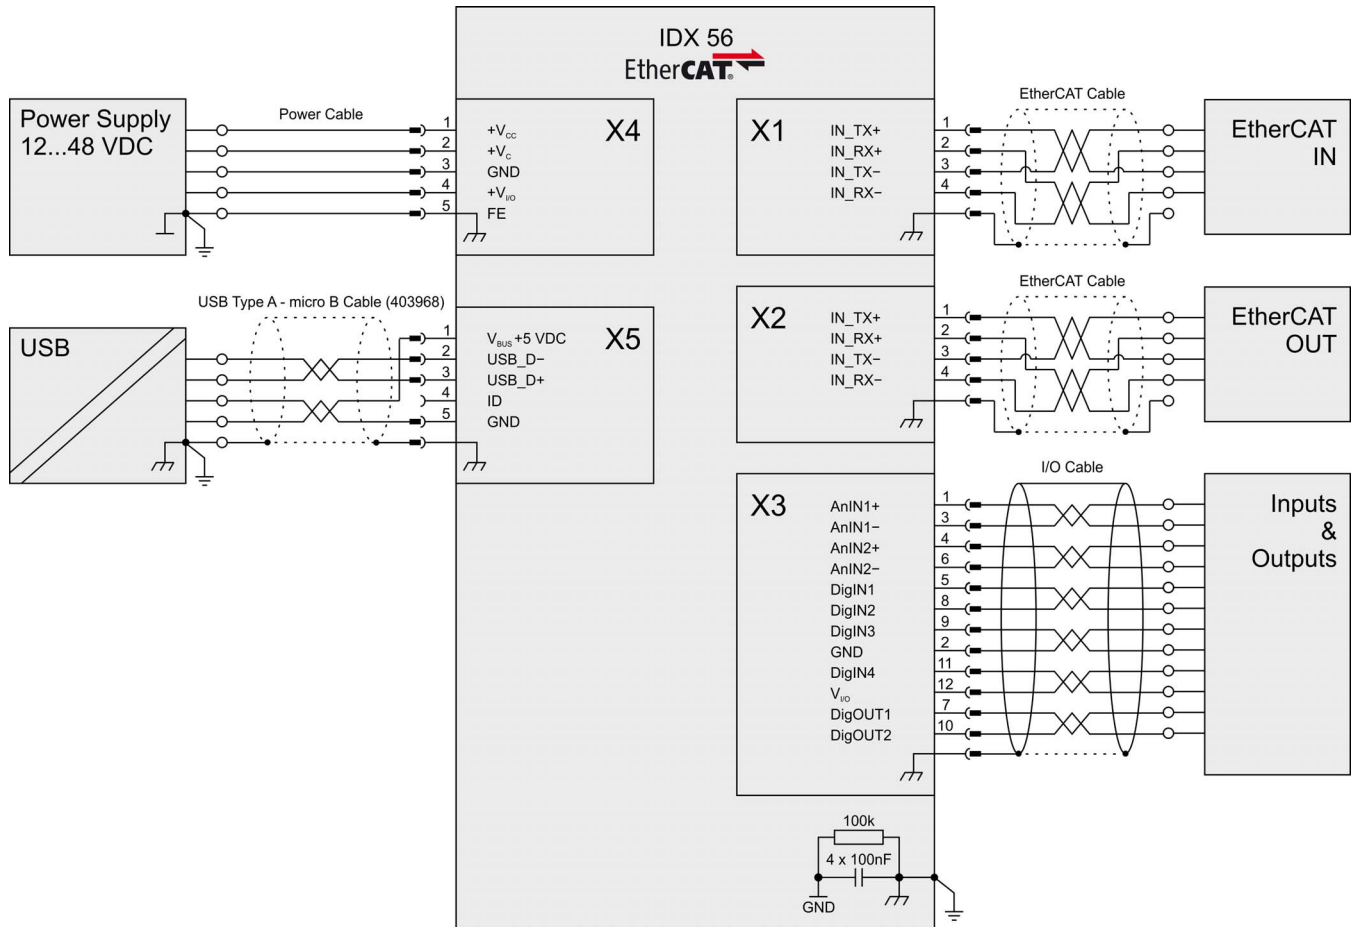 IDX 56
EtherCAT®
Power Supply
12...48 VDC
Power Cable
1
2
3
4
5
+Vcc
+Vc
GND
+VI/O
FE
X4
USB
USB Type A - micro B Cable (403968)
1
2
3
4
5
VBUS +5 VDC
USB_D−
USB_D+
ID
GND
X5
X1
IN_TX+
IN_RX+
IN_TX−
IN_RX−
1
2
3
4
EtherCAT Cable
EtherCAT
IN
X2
IN_TX+
IN_RX+
IN_TX−
IN_RX−
1
2
3
4
EtherCAT Cable
EtherCAT
OUT
X3
AnIN1+
AnIN1−
AnIN2+
AnIN2−
DigIN1
DigIN2
DigIN3
GND
DigIN4
VI/O
DigOUT1
DigOUT2
1
3
4
6
5
8
9
2
11
12
7
10
I/O Cable
Inputs
&
Outputs
100k
4 x 100nF
GND